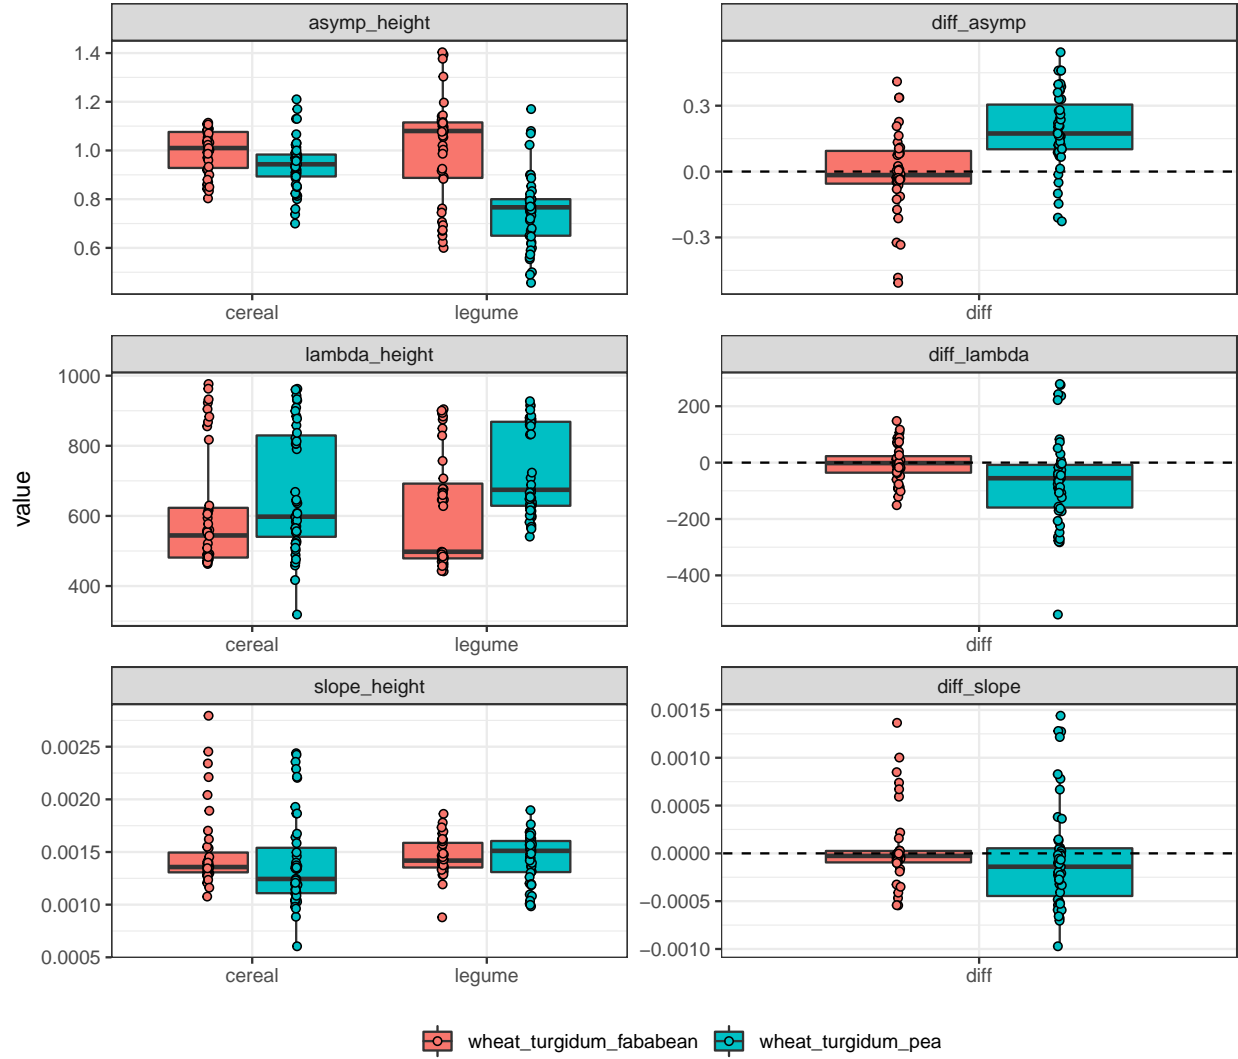 asymp_height
1.4
1.2
1.0
0.8
0.6
cereal legume
diff_asymp
0.3
0.0
−0.3
diff
lambda_height
1000
800
600
400
cereal legume
diff_lambda
200
0
−200
−400
diff
value
slope_height
0.0025
0.0020
0.0015
0.0010
0.0005
cereal legume
diff_slope
0.0015
0.0010
0.0005
0.0000
−0.0005
−0.0010
diff
wheat_turgidum_fababean wheat_turgidum_pea